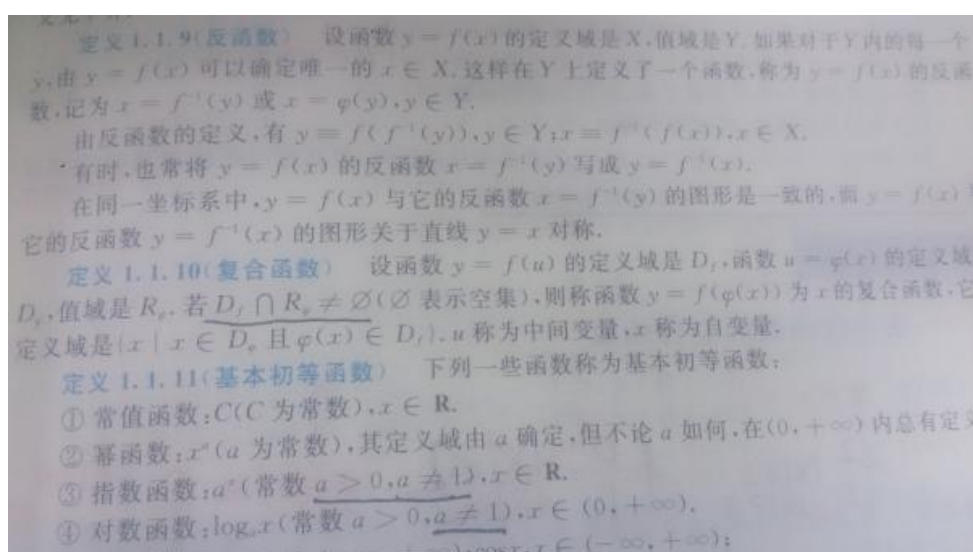 定义 1.1.9(反函数) 设函数 y = f(x) 的定义域是 X,值域是 Y. 如果对于 Y 内的每一个
y,由 y = f(x) 可以确定唯一的 x ∈ X,这样在 Y 上定义了一个函数,称为 y = f(x) 的反函
数,记为 x = f⁻¹(y) 或 x = φ(y),y ∈ Y.
由反函数的定义,有 y ≡ f(f⁻¹(y)),y ∈ Y;x ≡ f⁻¹(f(x)),x ∈ X.
有时,也常将 y = f(x) 的反函数 x = f⁻¹(y) 写成 y = f⁻¹(x).
在同一坐标系中,y = f(x) 与它的反函数 x = f⁻¹(y) 的图形是一致的,而 y = f(x)
它的反函数 y = f⁻¹(x) 的图形关于直线 y = x 对称.
定义 1.1.10(复合函数) 设函数 y = f(u) 的定义域是 D_f,函数 u = φ(x) 的定义域
D_φ,值域是 R_φ. 若 D_f ∩ R_φ ≠ ∅(∅ 表示空集),则称函数 y = f(φ(x)) 为 x 的复合函数,它
定义域是{x | x ∈ D_φ 且 φ(x) ∈ D_f}. u 称为中间变量,x 称为自变量.
定义 1.1.11(基本初等函数) 下列一些函数称为基本初等函数:
① 常值函数:C(C 为常数),x ∈ R.
② 幂函数:xᵃ(a 为常数),其定义域由 a 确定,但不论 a 如何,在(0,+∞) 内总有定义
③ 指数函数:aˣ(常数 a > 0,a ≠ 1),x ∈ R.
④ 对数函数:logₐx(常数 a > 0,a ≠ 1),x ∈ (0,+∞).
cosx,x ∈ (−∞,+∞);